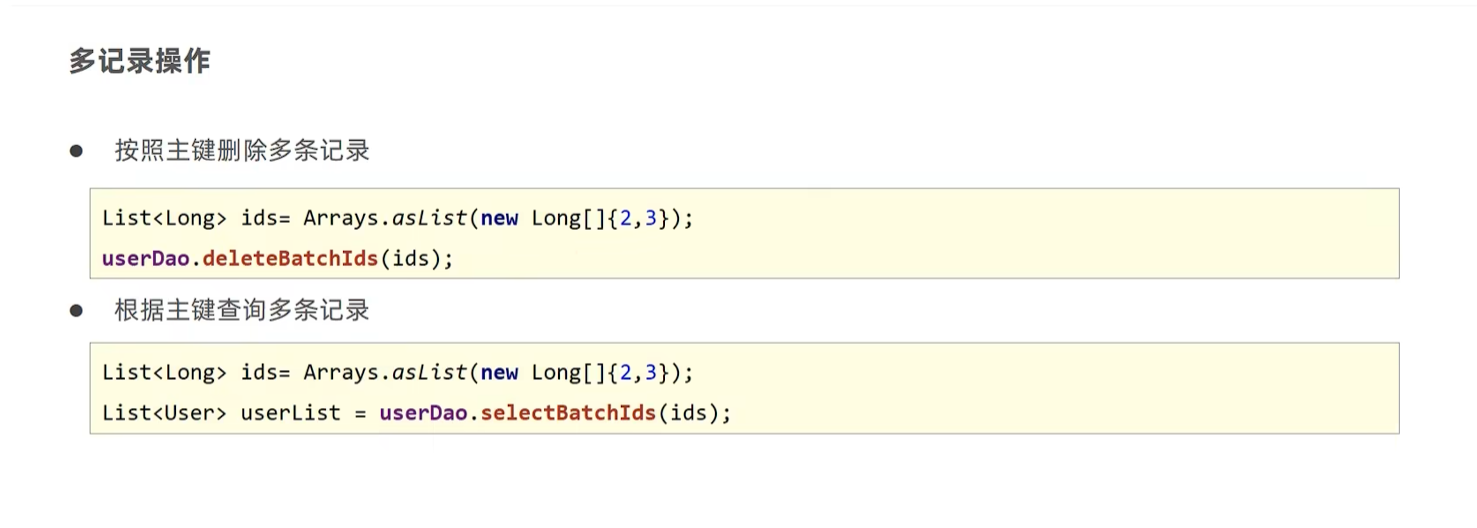 多记录操作
● 按照主键删除多条记录
List<Long> ids= Arrays.asList(new Long[]{2,3});
userDao.deleteBatchIds(ids);
● 根据主键查询多条记录
List<Long> ids= Arrays.asList(new Long[]{2,3});
List<User> userList = userDao.selectBatchIds(ids);